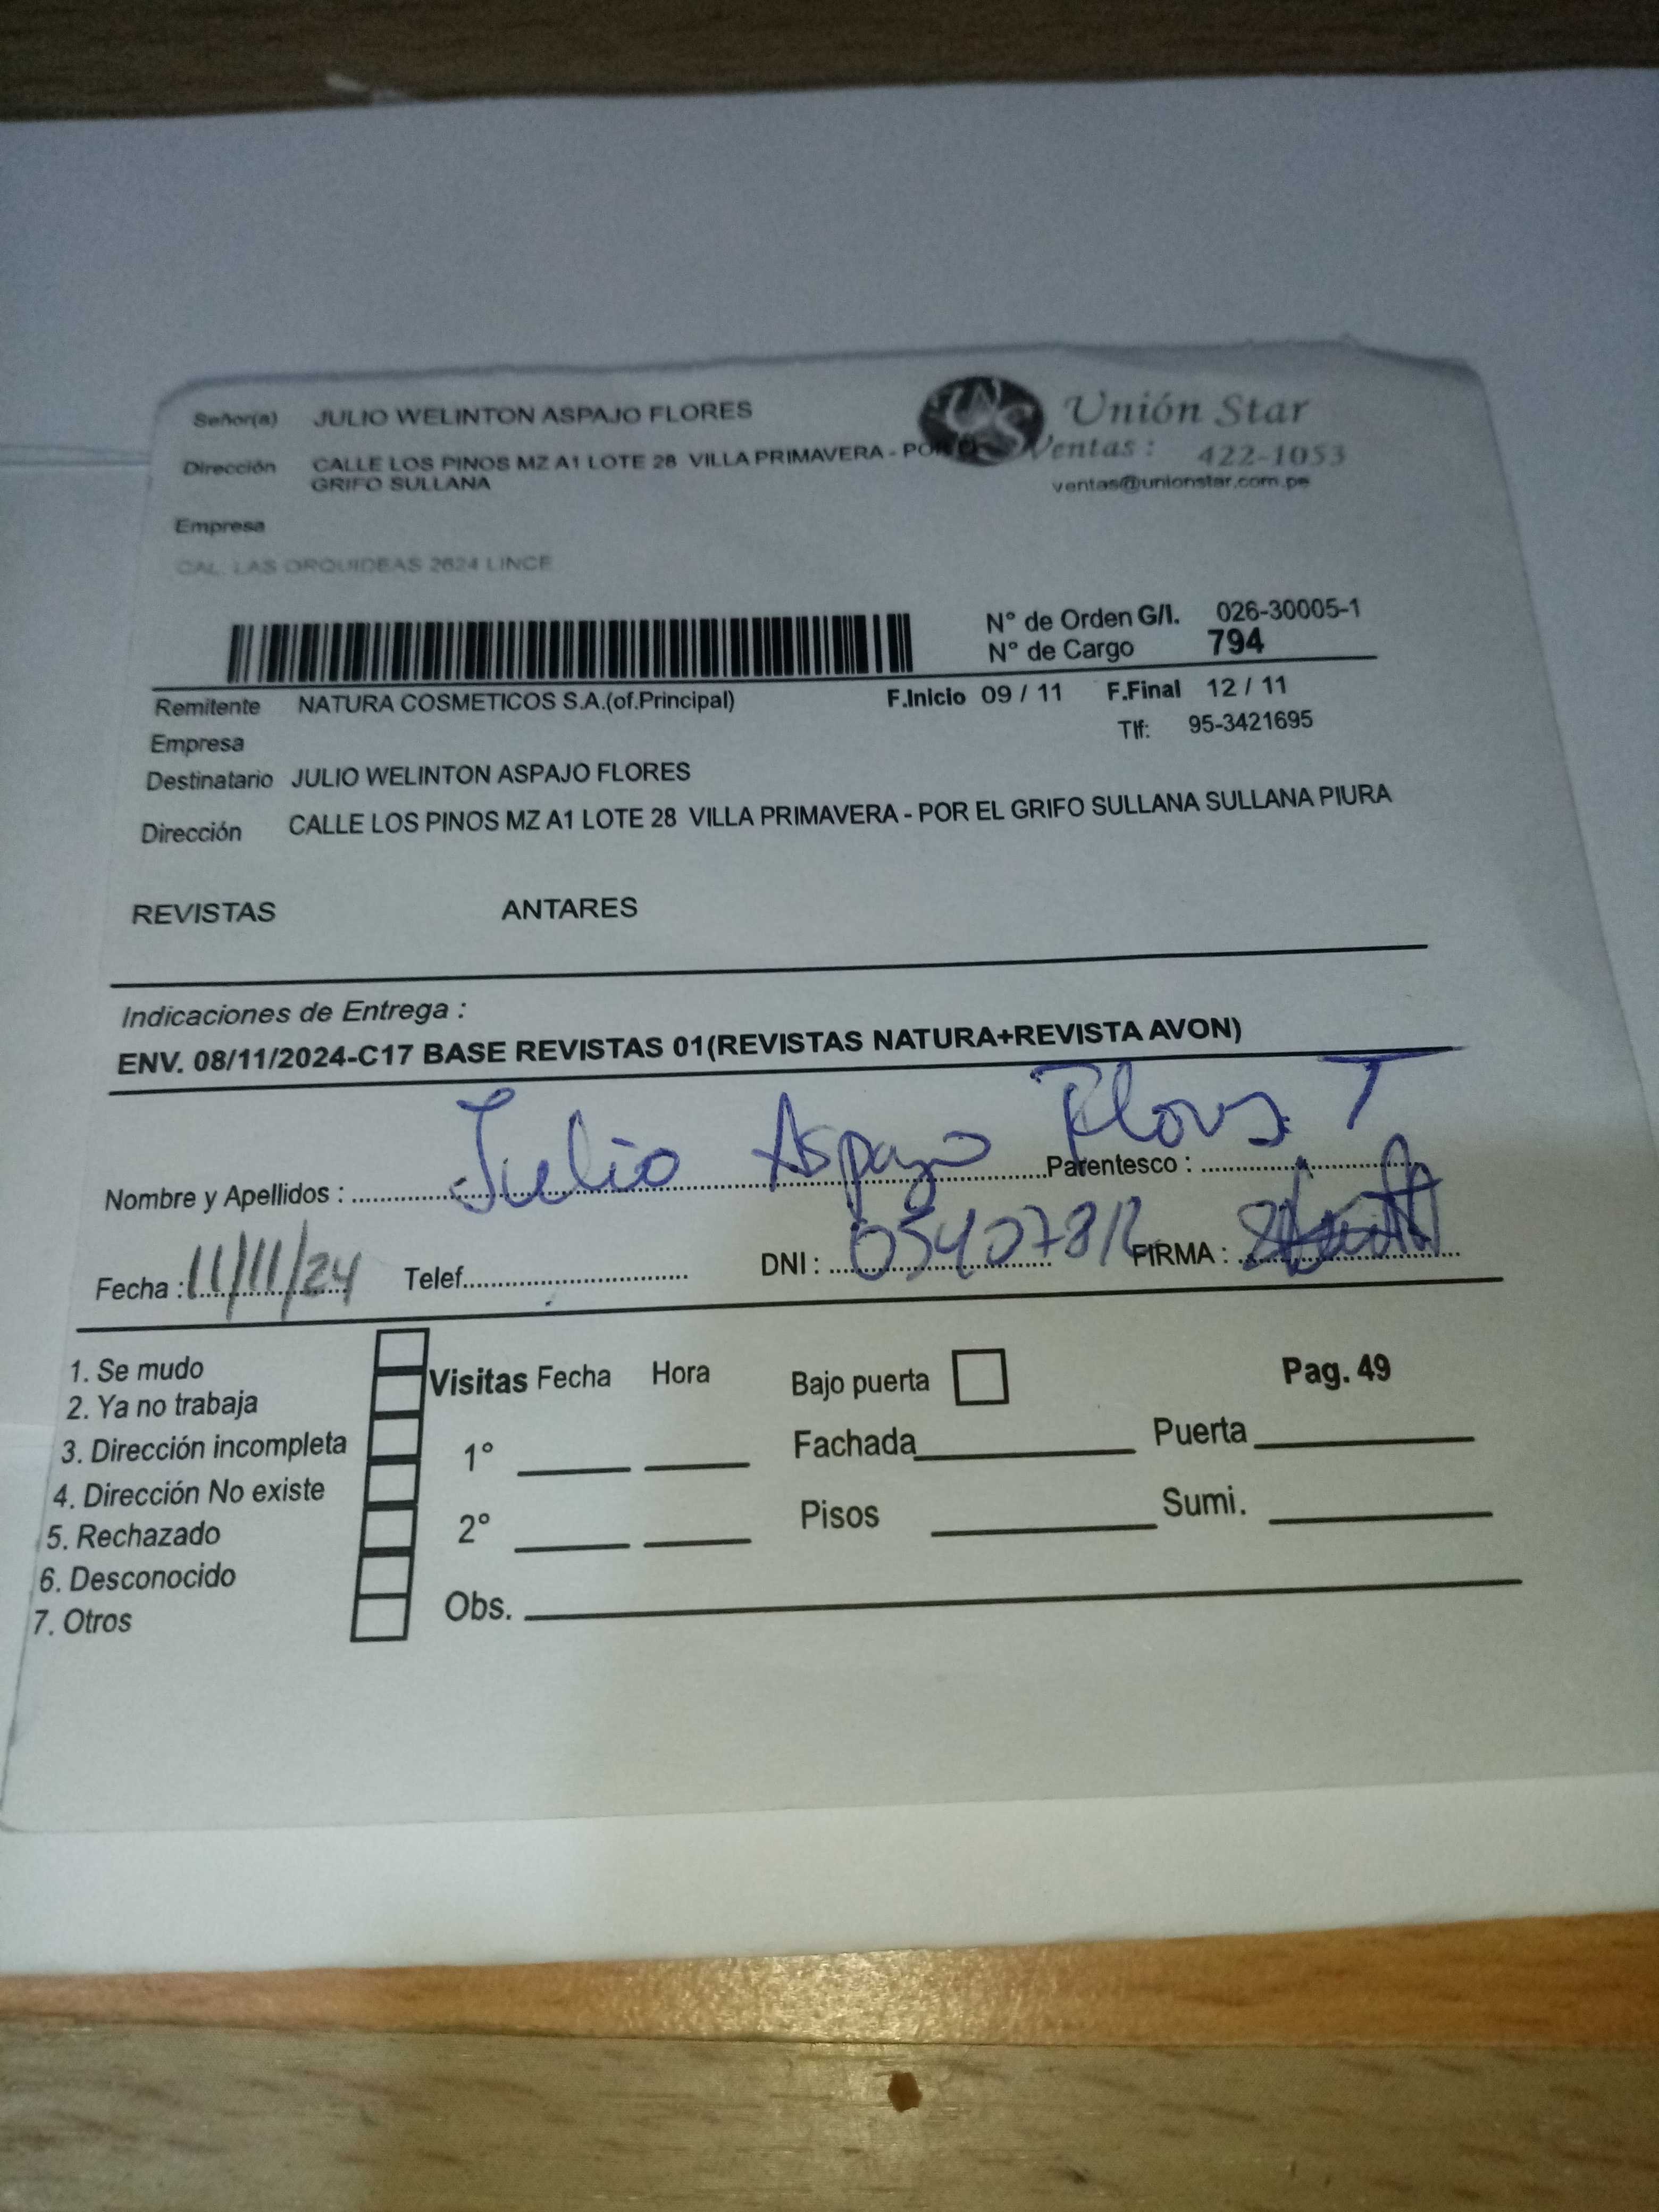 Señor(a) JULIO WELINTON ASPAJO FLORES
Unión Star
Dirección CALLE LOS PINOS MZ A1 LOTE 28 VILLA PRIMAVERA - POR
GRIFO SULLANA
Ventas : 422-1053
ventas@unionstar.com.pe
Empresa
CAL. LAS ORQUIDEAS 2624 LINCE
N° de Orden G/I. 026-30005-1
N° de Cargo 794
Remitente NATURA COSMETICOS S.A.(of.Principal) F.Inicio 09 / 11 F.Final 12 / 11
Empresa Tlf: 95-3421695
Destinatario JULIO WELINTON ASPAJO FLORES
Dirección CALLE LOS PINOS MZ A1 LOTE 28 VILLA PRIMAVERA - POR EL GRIFO SULLANA SULLANA PIURA
REVISTAS ANTARES
Indicaciones de Entrega :
ENV. 08/11/2024-C17 BASE REVISTAS 01(REVISTAS NATURA+REVISTA AVON)
Nombre y Apellidos : Julio Aspajo Flores T Parentesco :
Fecha : 11/11/24 Telef. DNI : 05407812 FIRMA :
1. Se mudo
2. Ya no trabaja
3. Dirección incompleta
4. Dirección No existe
5. Rechazado
6. Desconocido
7. Otros
Visitas Fecha Hora Bajo puerta Pag. 49
1° Fachada Puerta
2° Pisos Sumi.
Obs.